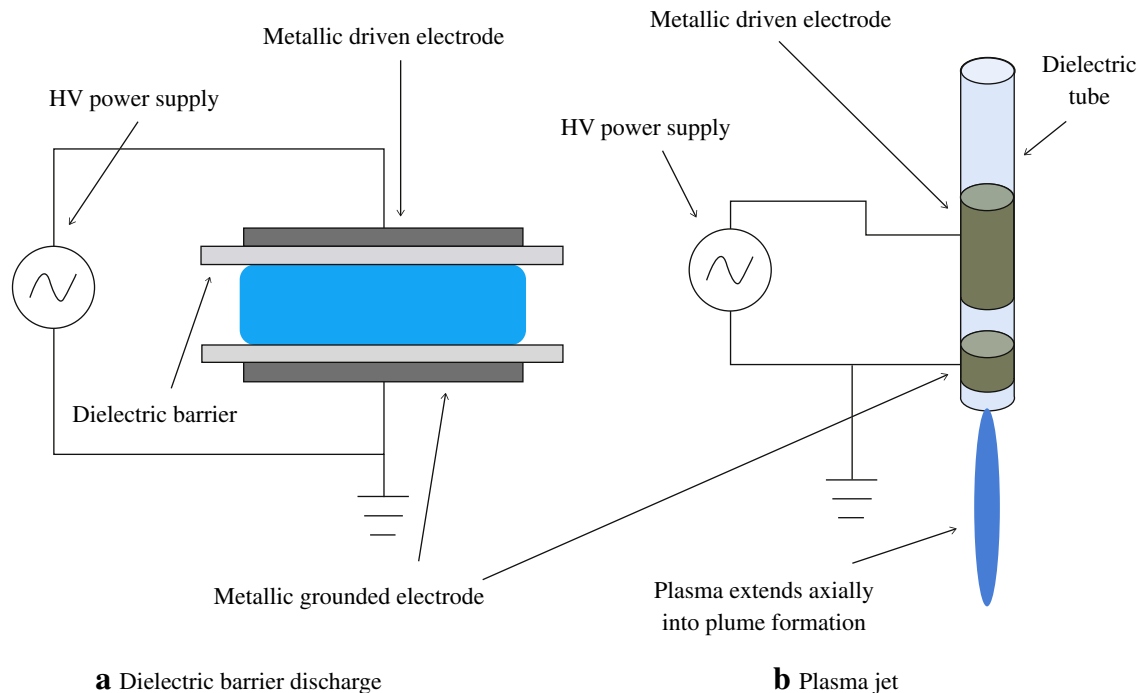 Metallic driven electrode
HV power supply
Dielectric barrier
Metallic grounded electrode
a Dielectric barrier discharge
Metallic driven electrode
Dielectric
tube
HV power supply
Plasma extends axially
into plume formation
b Plasma jet